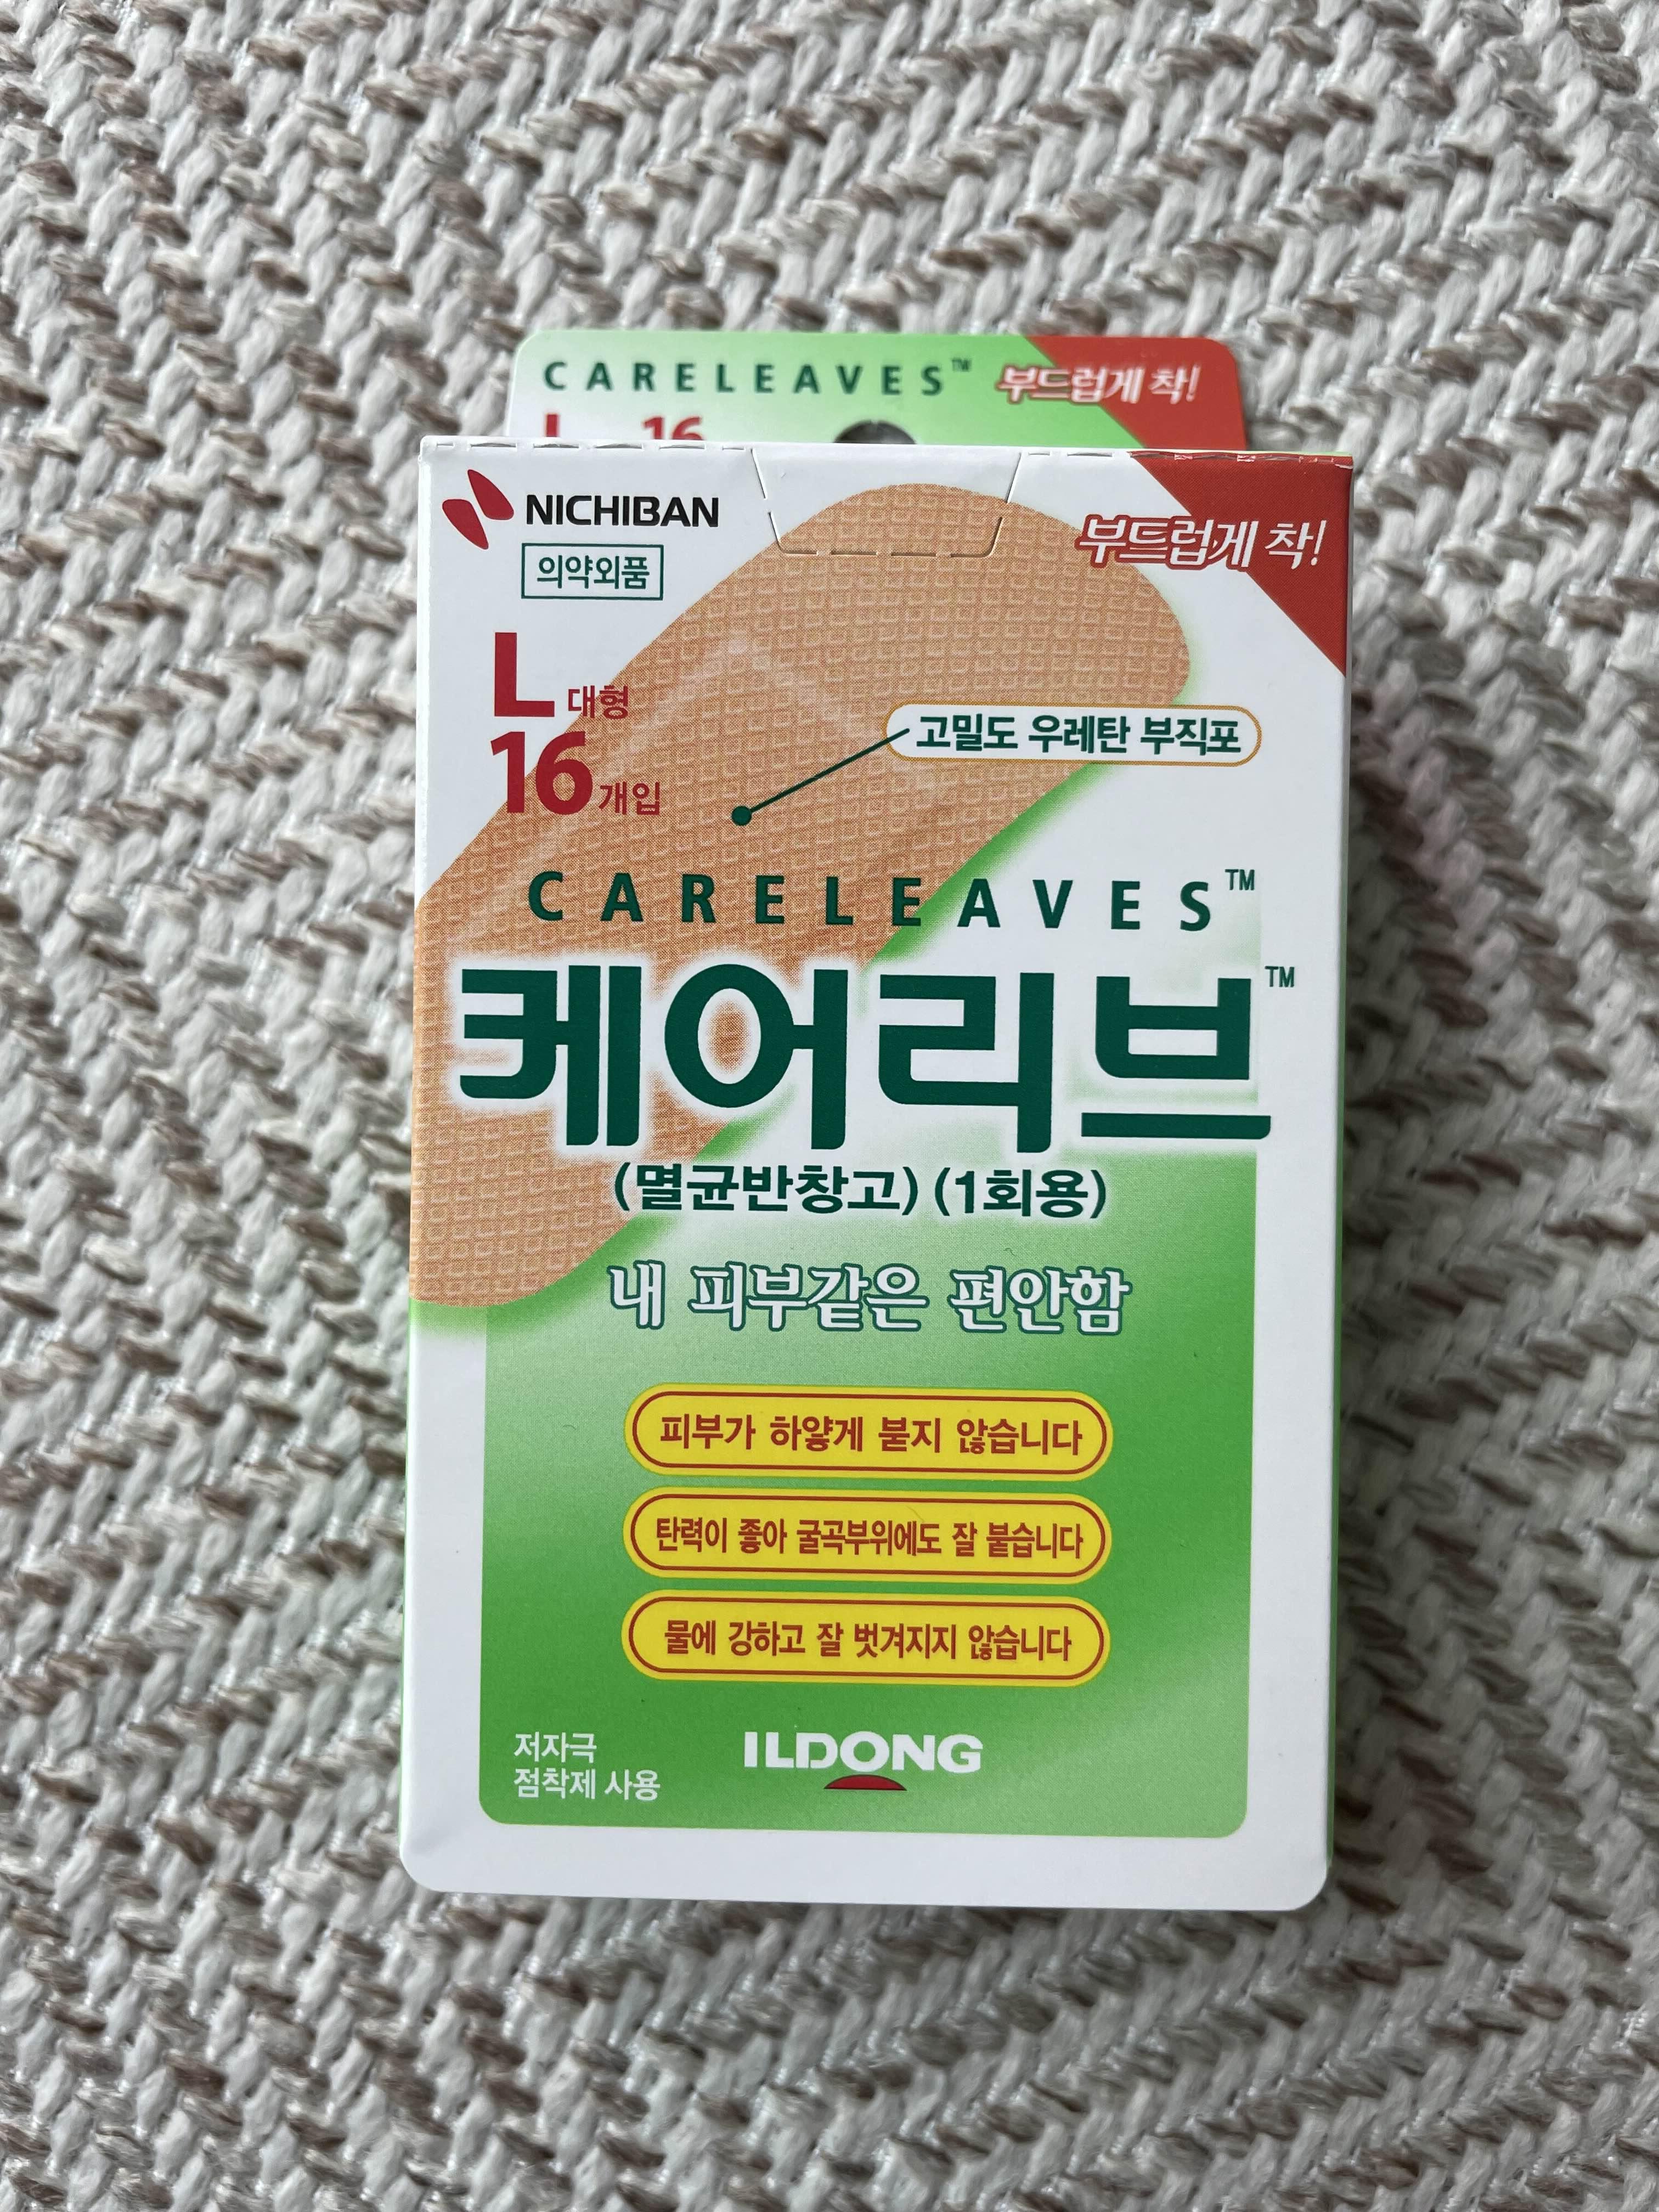 CARELEAVES™ 부드럽게 착!
L 16
NICHIBAN
부드럽게 착!
의약외품
L 대형
16개입
고밀도 우레탄 부직포
CARELEAVES™
케어리브™
(멸균반창고) (1회용)
내 피부같은 편안함
피부가 하얗게 붇지 않습니다
탄력이 좋아 굴곡부위에도 잘 붙습니다
물에 강하고 잘 벗겨지지 않습니다
저자극
점착제 사용
ILDONG